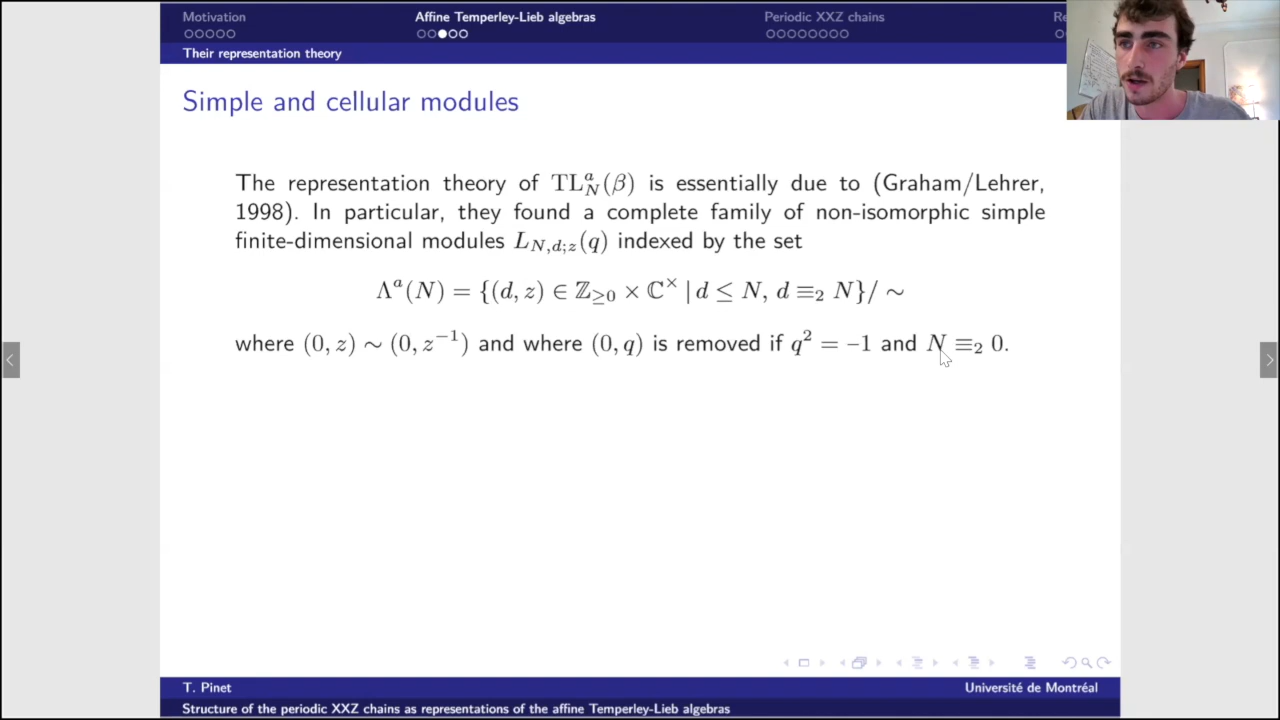 Motivation
Affine Temperley-Lieb algebras
Periodic XXZ chains
Re
Their representation theory
Simple and cellular modules
The representation theory of TL^a_N(β) is essentially due to (Graham/Lehrer,
1998). In particular, they found a complete family of non-isomorphic simple
finite-dimensional modules L_{N,d;z}(q) indexed by the set
Λ^a(N) = {(d, z) ∈ ℤ_{≥0} × ℂ^× | d ≤ N, d ≡_2 N}/ ∼
where (0, z) ∼ (0, z^{−1}) and where (0, q) is removed if q^2 = −1 and N ≡_2 0.
T. Pinet
Université de Montréal
Structure of the periodic XXZ chains as representations of the affine Temperley-Lieb algebras